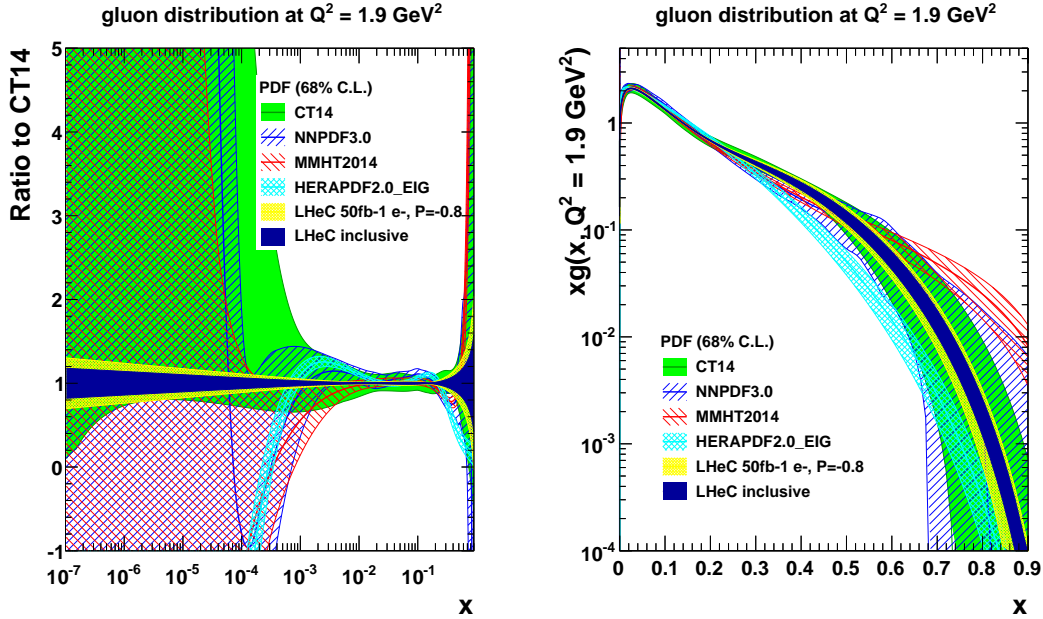 gluon distribution at Q² = 1.9 GeV²
Ratio to CT14
5
4
3
2
1
0
-1
PDF (68% C.L.)
CT14
NNPDF3.0
MMHT2014
HERAPDF2.0_EIG
LHeC 50fb-1 e-, P=-0.8
LHeC inclusive
10⁻⁷ 10⁻⁶ 10⁻⁵ 10⁻⁴ 10⁻³ 10⁻² 10⁻¹
x
gluon distribution at Q² = 1.9 GeV²
xg(x, Q² = 1.9 GeV²)
1
10⁻¹
10⁻²
10⁻³
10⁻⁴
PDF (68% C.L.)
CT14
NNPDF3.0
MMHT2014
HERAPDF2.0_EIG
LHeC 50fb-1 e-, P=-0.8
LHeC inclusive
0 0.1 0.2 0.3 0.4 0.5 0.6 0.7 0.8 0.9
x